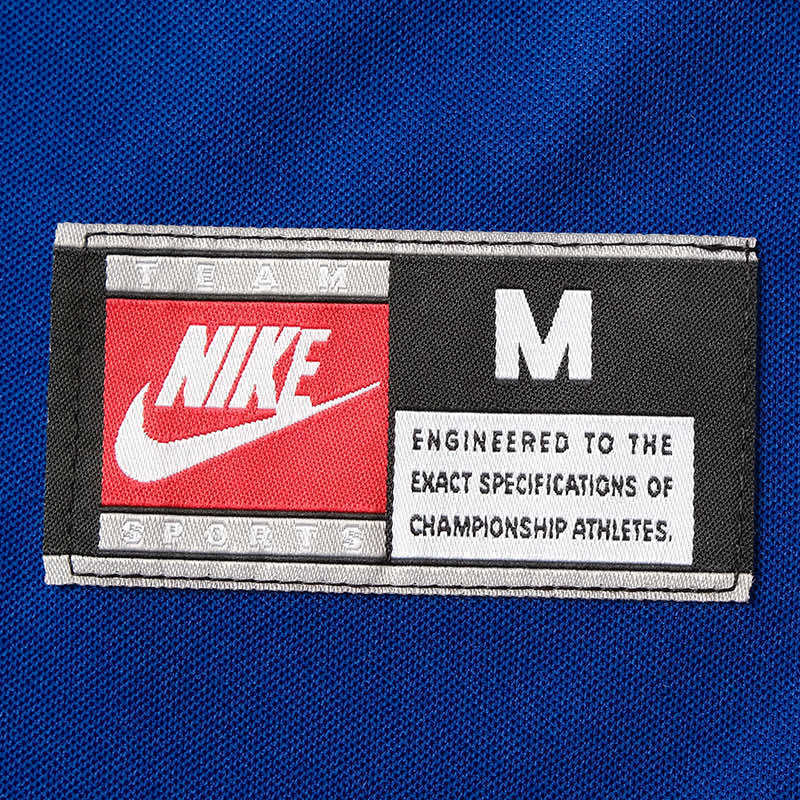 TEAM
NIKE
SPORTS
M
ENGINEERED TO THE
EXACT SPECIFICATIONS OF
CHAMPIONSHIP ATHLETES.